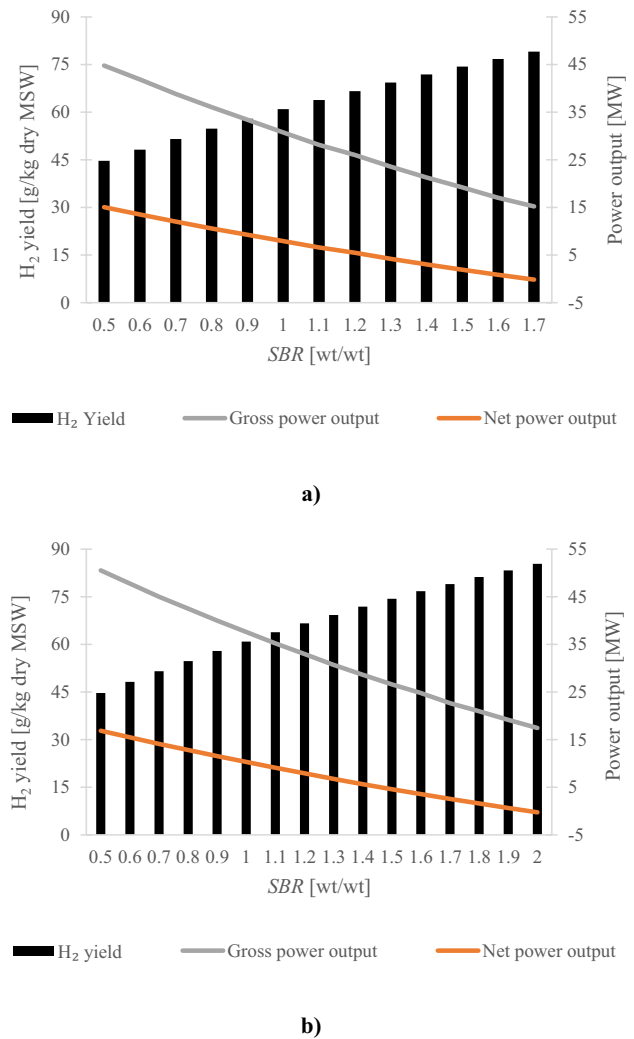 90
75
60
45
30
15
0
H₂ yield [g/kg dry MSW]
55
45
35
25
15
5
-5
Power output [MW]
0.5 0.6 0.7 0.8 0.9 1 1.1 1.2 1.3 1.4 1.5 1.6 1.7
SBR [wt/wt]
H₂ Yield Gross power output Net power output
a)
90
75
60
45
30
15
0
H₂ yield [g/kg dry MSW]
55
45
35
25
15
5
-5
Power output [MW]
0.5 0.6 0.7 0.8 0.9 1 1.1 1.2 1.3 1.4 1.5 1.6 1.7 1.8 1.9 2
SBR [wt/wt]
H₂ yield Gross power output Net power output
b)